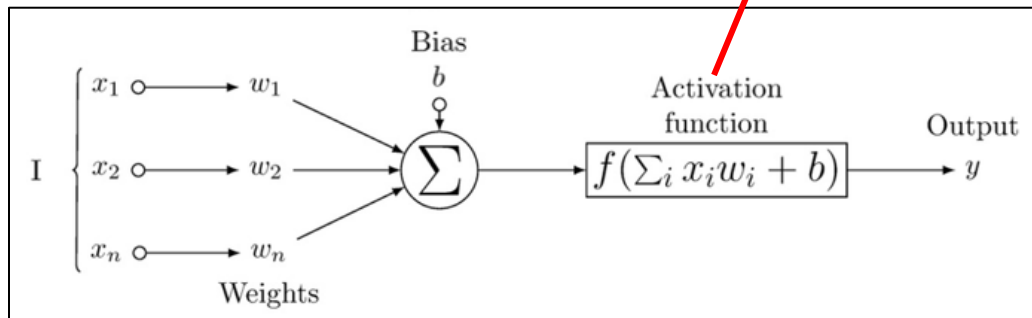 Bias
b
x₁ w₁
Activation
function
Output
I x₂ w₂ ∑ f(∑ᵢ xᵢwᵢ + b) y
xₙ wₙ
Weights